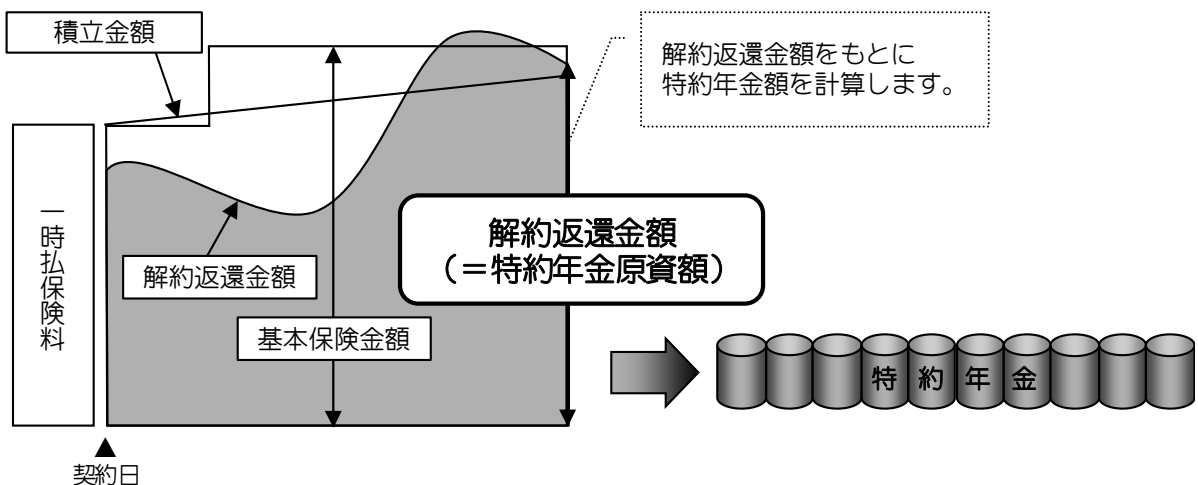 積立金額
解約返還金額をもとに
特約年金額を計算します。
一時払保険料
解約返還金額
(＝特約年金原資額)
解約返還金額
基本保険金額
特約年金
▲
契約日